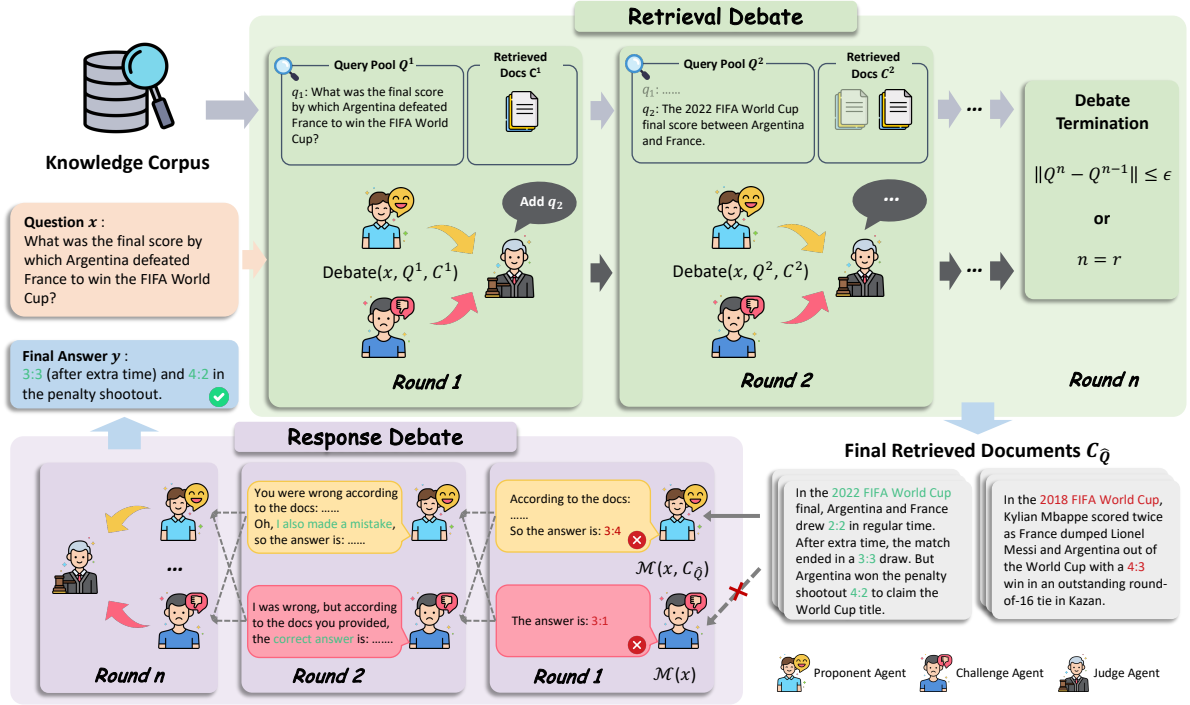 Retrieval Debate
Knowledge Corpus
Query Pool Q¹
q₁: What was the final score
by which Argentina defeated
France to win the FIFA World
Cup?
Retrieved
Docs C¹
Add q₂
Debate(x, Q¹, C¹)
Round 1
Query Pool Q²
q₁: ......
q₂: The 2022 FIFA World Cup
final score between Argentina
and France.
Retrieved
Docs C²
...
Debate(x, Q², C²)
Round 2
...
...
Debate
Termination
‖Qⁿ − Qⁿ⁻¹‖ ≤ ϵ
or
n = r
Round n
Question x :
What was the final score by
which Argentina defeated
France to win the FIFA World
Cup?
Final Answer y :
3:3 (after extra time) and 4:2 in
the penalty shootout.
Response Debate
...
Round n
You were wrong according
to the docs: ......
Oh, I also made a mistake,
so the answer is: ......
I was wrong, but according
to the docs you provided,
the correct answer is: .......
Round 2
According to the docs:
......
So the answer is: 3:4
ℳ(x, C_Q̂)
The answer is: 3:1
Round 1
ℳ(x)
Final Retrieved Documents C_Q̂
In the 2022 FIFA World Cup
final, Argentina and France
drew 2:2 in regular time.
After extra time, the match
ended in a 3:3 draw. But
Argentina won the penalty
shootout 4:2 to claim the
World Cup title.
In the 2018 FIFA World Cup,
Kylian Mbappe scored twice
as France dumped Lionel
Messi and Argentina out of
the World Cup with a 4:3
win in an outstanding round-
of-16 tie in Kazan.
Proponent Agent
Challenge Agent
Judge Agent